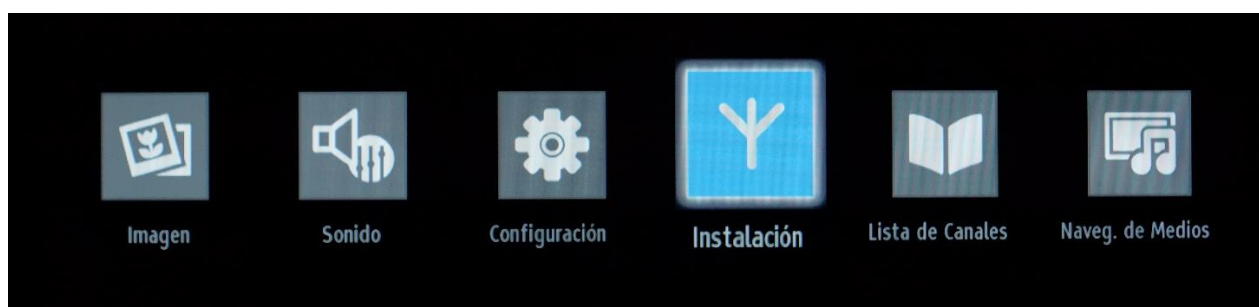 Imagen
Sonido
Configuración
Instalación
Lista de Canales
Naveg. de Medios